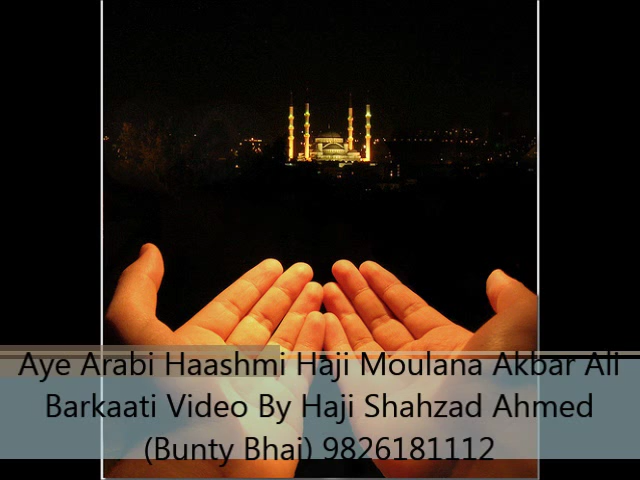 Aye Arabi Haashmi Haji Moulana Akbar Ali
Barkaati Video By Haji Shahzad Ahmed
(Bunty Bhai) 9826181112